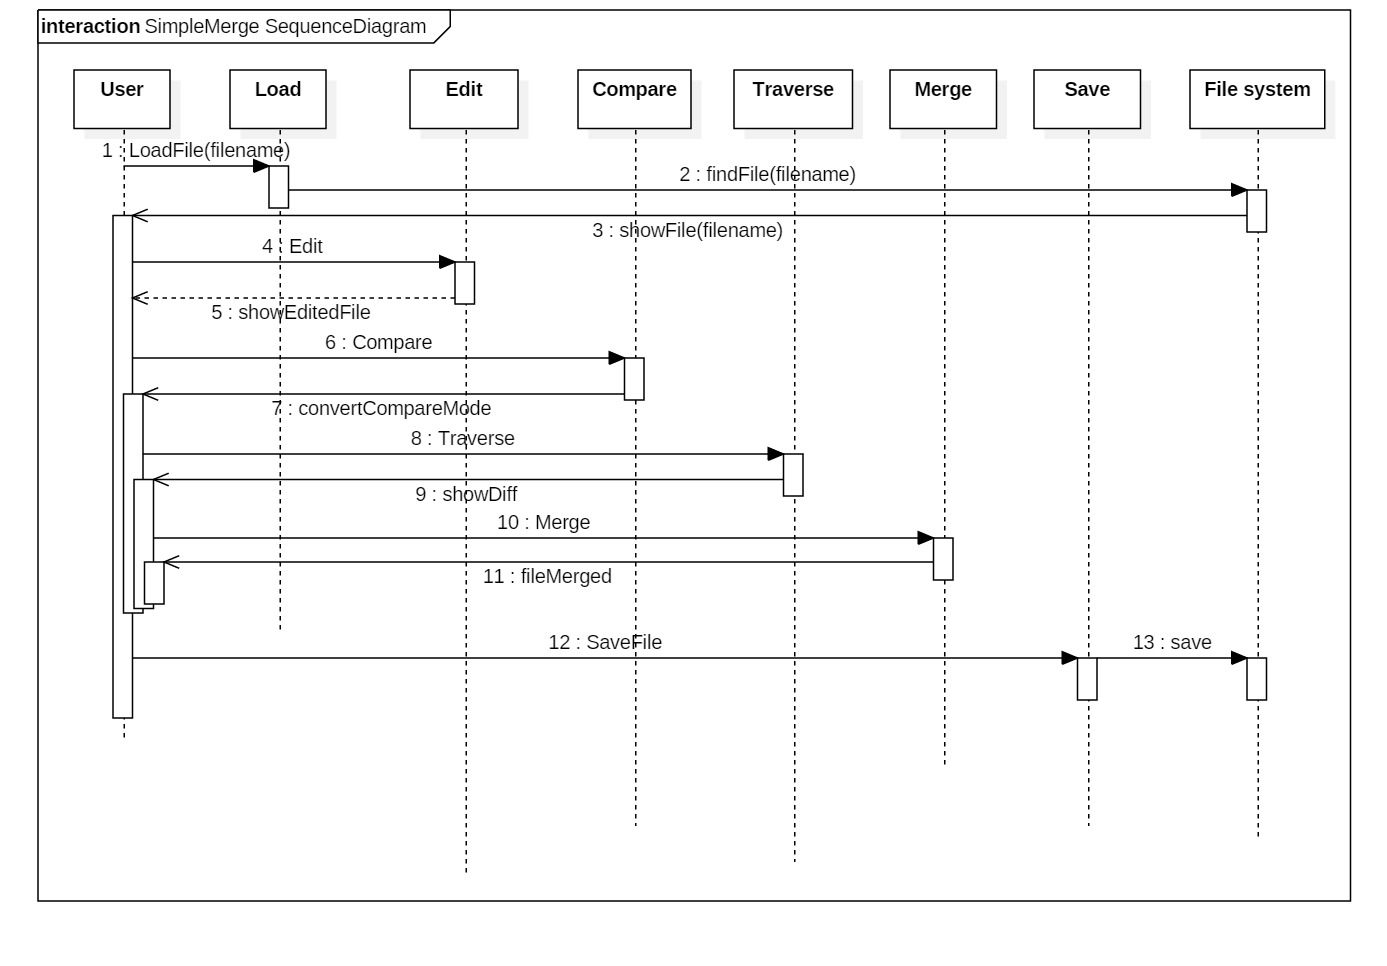 interaction SimpleMerge SequenceDiagram
User
Load
Edit
Compare
Traverse
Merge
Save
File system
1 : LoadFile(filename)
2 : findFile(filename)
3 : showFile(filename)
4 : Edit
5 : showEditedFile
6 : Compare
7 : convertCompareMode
8 : Traverse
9 : showDiff
10 : Merge
11 : fileMerged
12 : SaveFile
13 : save